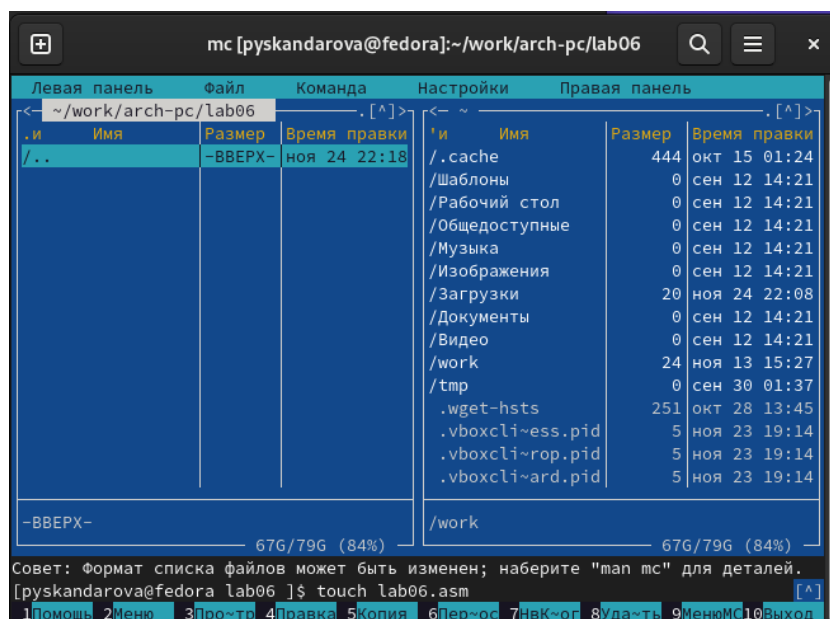 mc [pyskandarova@fedora]:~/work/arch-pc/lab06
Левая панель Файл Команда Настройки Правая панель
<— ~/work/arch-pc/lab06 .[^]> <— ~ .[^]>
.и Имя Размер Время правки 'и Имя Размер Время правки
/.. -ВВЕРХ- ноя 24 22:18 /.cache 444 окт 15 01:24
/Шаблоны 0 сен 12 14:21
/Рабочий стол 0 сен 12 14:21
/Общедоступные 0 сен 12 14:21
/Музыка 0 сен 12 14:21
/Изображения 0 сен 12 14:21
/Загрузки 20 ноя 24 22:08
/Документы 0 сен 12 14:21
/Видео 0 сен 12 14:21
/work 24 ноя 13 15:27
/tmp 0 сен 30 01:37
.wget-hsts 251 окт 28 13:45
.vboxcli~ess.pid 5 ноя 23 19:14
.vboxcli~rop.pid 5 ноя 23 19:14
.vboxcli~ard.pid 5 ноя 23 19:14
-ВВЕРХ- /work
67G/79G (84%) 67G/79G (84%)
Совет: Формат списка файлов может быть изменен; наберите "man mc" для деталей.
[pyskandarova@fedora lab06 ]$ touch lab06.asm [^]
1Помощь 2Меню 3Про~тр 4Правка 5Копия 6Пер~ос 7НвК~ог 8Уда~ть 9МенюМС 10Выход